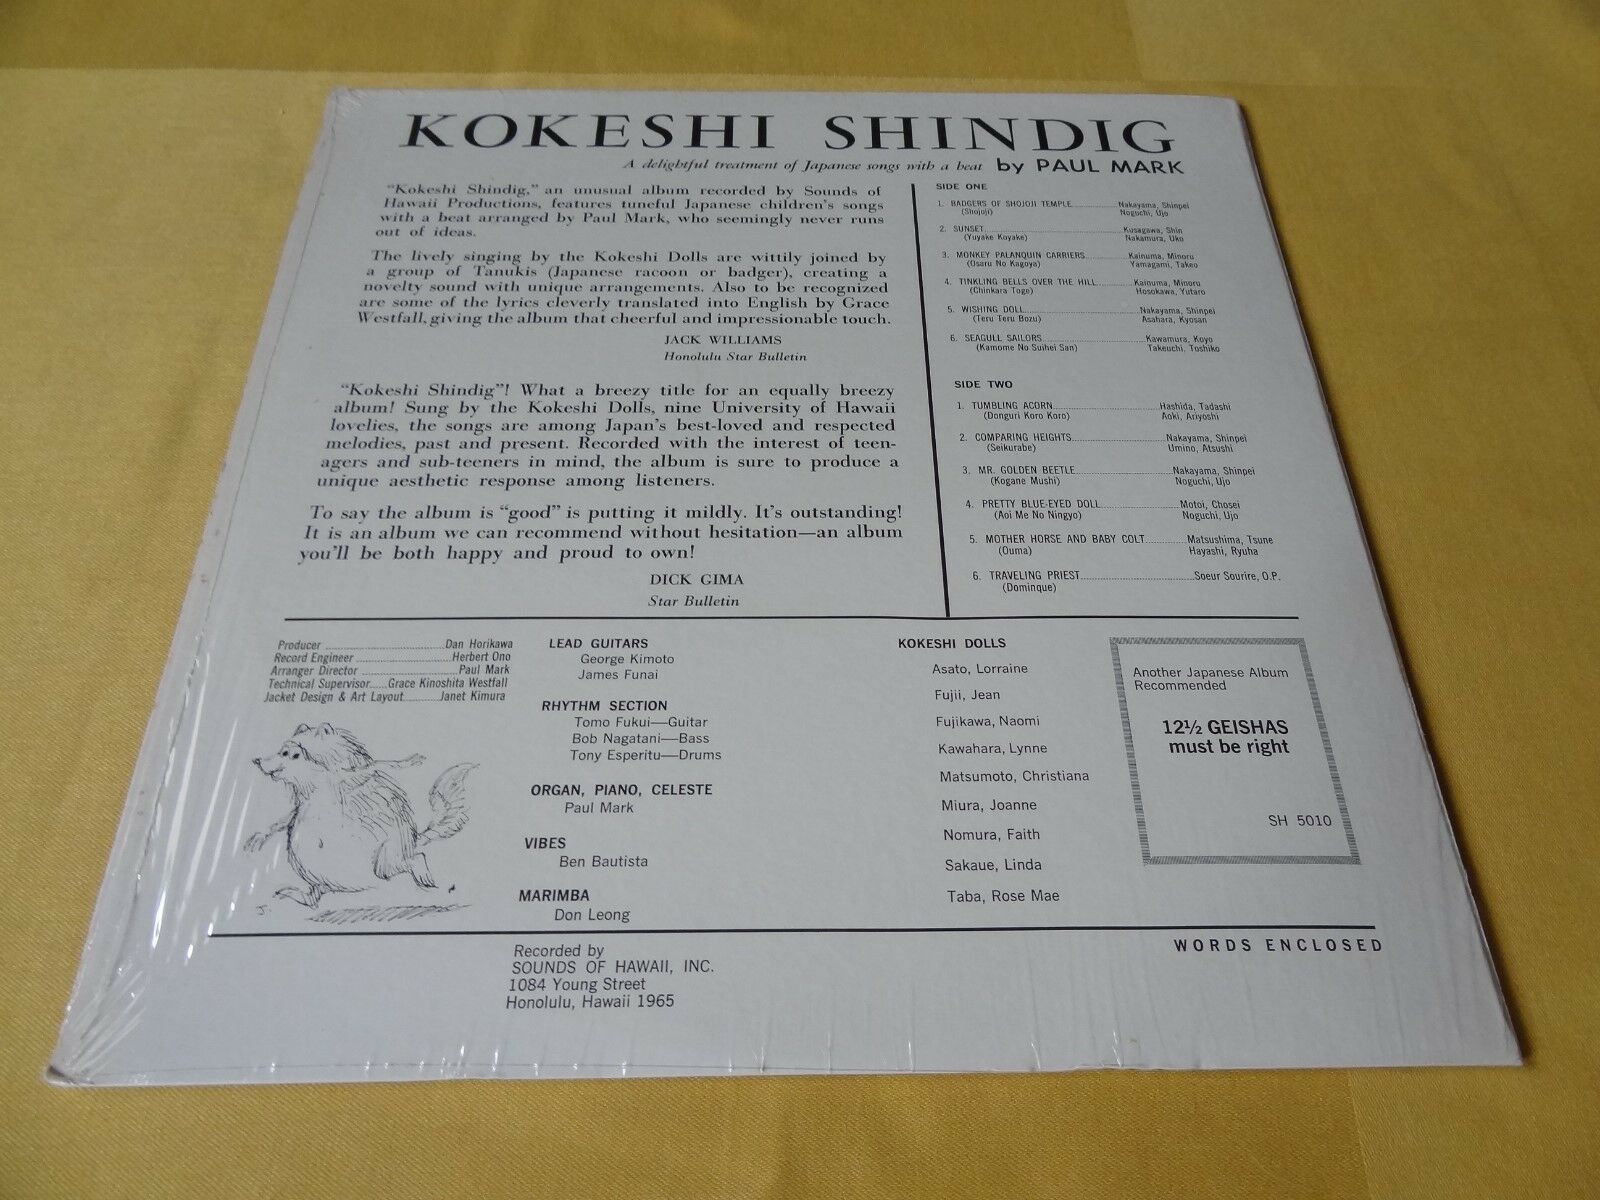 KOKESHI SHINDIG
A delightful treatment of Japanese songs with a beat by PAUL MARK
"Kokeshi Shindig," an unusual album recorded by Sounds of
Hawaii Productions, features tuneful Japanese children's songs
with a beat arranged by Paul Mark, who seemingly never runs
out of ideas.
The lively singing by the Kokeshi Dolls are wittily joined by
a group of Tanukis (Japanese racoon or badger), creating a
novelty sound with unique arrangements. Also to be recognized
are some of the lyrics cleverly translated into English by Grace
Westfall, giving the album that cheerful and impressionable touch.
JACK WILLIAMS
Honolulu Star Bulletin
"Kokeshi Shindig"! What a breezy title for an equally breezy
album! Sung by the Kokeshi Dolls, nine University of Hawaii
lovelies, the songs are among Japan's best-loved and respected
melodies, past and present. Recorded with the interest of teen-
agers and sub-teeners in mind, the album is sure to produce a
unique aesthetic response among listeners.
To say the album is "good" is putting it mildly. It's outstanding!
It is an album we can recommend without hesitation—an album
you'll be both happy and proud to own!
DICK GIMA
Star Bulletin
SIDE ONE
1. BADGERS OF SHOJOJI TEMPLE Nakayama, Shinpei
(Shojoji) Noguchi, Ujo
2. SUNSET Kusagawa, Shin
(Yuyake Koyake) Nakamura, Uko
3. MONKEY PALANQUIN CARRIERS Kainuma, Minoru
(Osaru No Kagoya) Yamagami, Takeo
4. TINKLING BELLS OVER THE HILL Kainuma, Minoru
(Chinkara Toge) Hosokawa, Yutaro
5. WISHING DOLL Nakayama, Shinpei
(Teru Teru Bozu) Asahara, Kyosan
6. SEAGULL SAILORS Kawamura, Koyo
(Kamome No Suihei San) Takeuchi, Toshiko
SIDE TWO
1. TUMBLING ACORN Hashida, Tadashi
(Donguri Koro Koro) Aoki, Ariyoshi
2. COMPARING HEIGHTS Nakayama, Shinpei
(Seikurabe) Umino, Atsushi
3. MR. GOLDEN BEETLE Nakayama, Shinpei
(Kogane Mushi) Noguchi, Ujo
4. PRETTY BLUE-EYED DOLL Motoi, Chosei
(Aoi Me No Ningyo) Noguchi, Ujo
5. MOTHER HORSE AND BABY COLT Matsushima, Tsune
(Ouma) Hayashi, Ryuha
6. TRAVELING PRIEST Soeur Sourire, O.P.
(Dominque)
Producer Dan Horikawa
Record Engineer Herbert Ono
Arranger Director Paul Mark
Technical Supervisor Grace Kinoshita Westfall
Jacket Design & Art Layout Janet Kimura
J.
LEAD GUITARS
George Kimoto
James Funai
RHYTHM SECTION
Tomo Fukui—Guitar
Bob Nagatani—Bass
Tony Esperitu—Drums
ORGAN, PIANO, CELESTE
Paul Mark
VIBES
Ben Bautista
MARIMBA
Don Leong
KOKESHI DOLLS
Asato, Lorraine
Fujii, Jean
Fujikawa, Naomi
Kawahara, Lynne
Matsumoto, Christiana
Miura, Joanne
Nomura, Faith
Sakaue, Linda
Taba, Rose Mae
Another Japanese Album
Recommended
12½ GEISHAS
must be right
SH 5010
WORDS ENCLOSED
Recorded by
SOUNDS OF HAWAII, INC.
1084 Young Street
Honolulu, Hawaii 1965